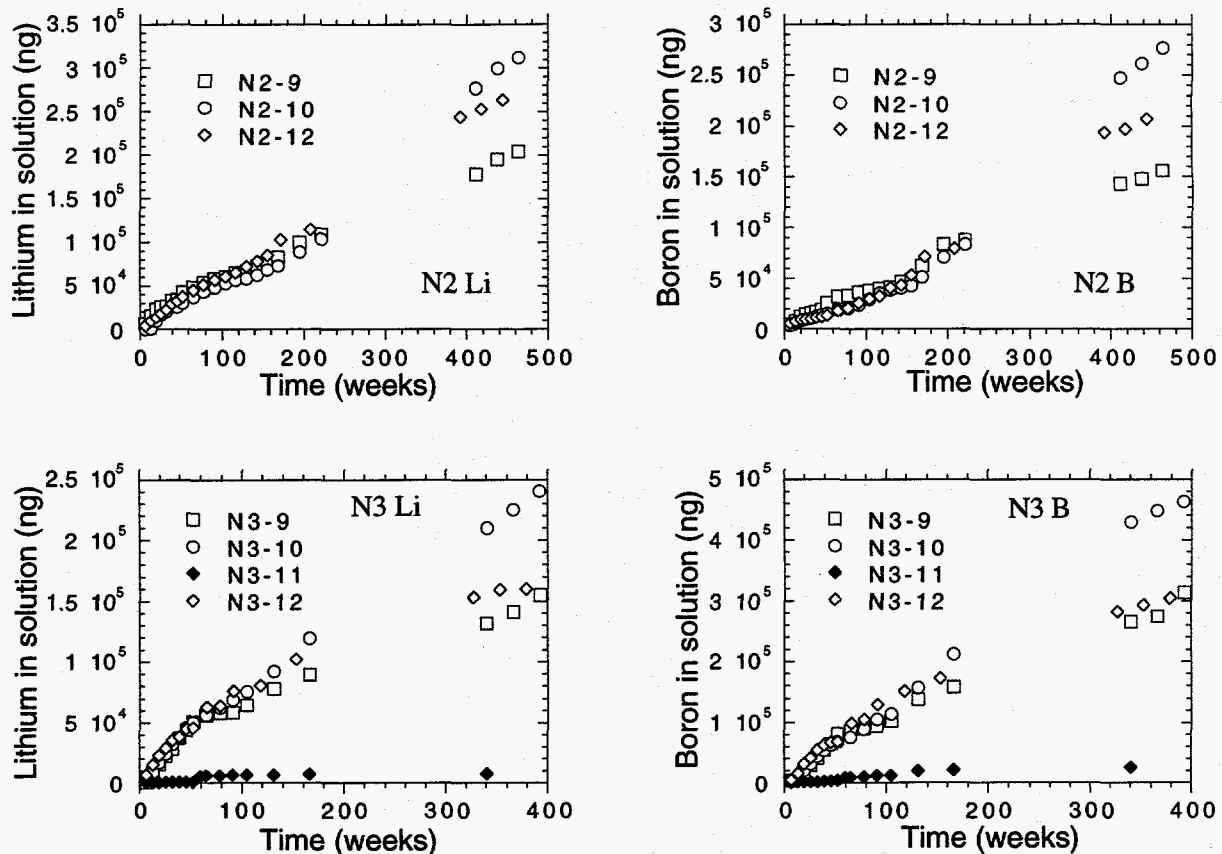 Lithium in solution (ng)
3.5 10⁵
3 10⁵
2.5 10⁵
2 10⁵
1.5 10⁵
1 10⁵
5 10⁴
0
N2-9
N2-10
N2-12
N2 Li
0 100 200 300 400 500
Time (weeks)
Boron in solution (ng)
3 10⁵
2.5 10⁵
2 10⁵
1.5 10⁵
1 10⁵
5 10⁴
0
N2-9
N2-10
N2-12
N2 B
0 100 200 300 400 500
Time (weeks)
Lithium in solution (ng)
2.5 10⁵
2 10⁵
1.5 10⁵
1 10⁵
5 10⁴
0
N3 Li
N3-9
N3-10
N3-11
N3-12
0 100 200 300 400
Time (weeks)
Boron in solution (ng)
5 10⁵
4 10⁵
3 10⁵
2 10⁵
1 10⁵
0
N3 B
N3-9
N3-10
N3-11
N3-12
0 100 200 300 400
Time (weeks)